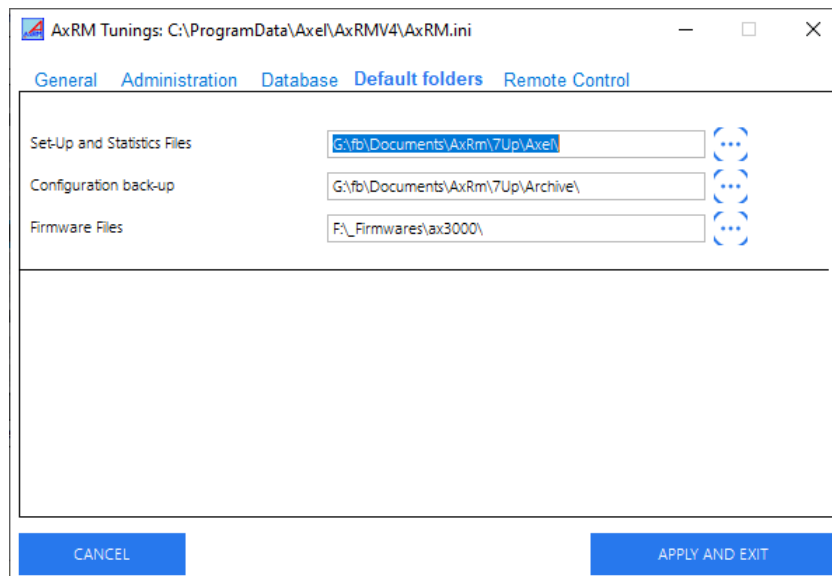 AxRM Tunings: C:\ProgramData\Axel\AxRMV4\AxRM.ini
General Administration Database Default folders Remote Control
Set-Up and Statistics Files G:\fb\Documents\AxRm\7Up\Axel\
Configuration back-up G:\fb\Documents\AxRm\7Up\Archive\
Firmware Files F:\_Firmwares\ax3000\
CANCEL APPLY AND EXIT